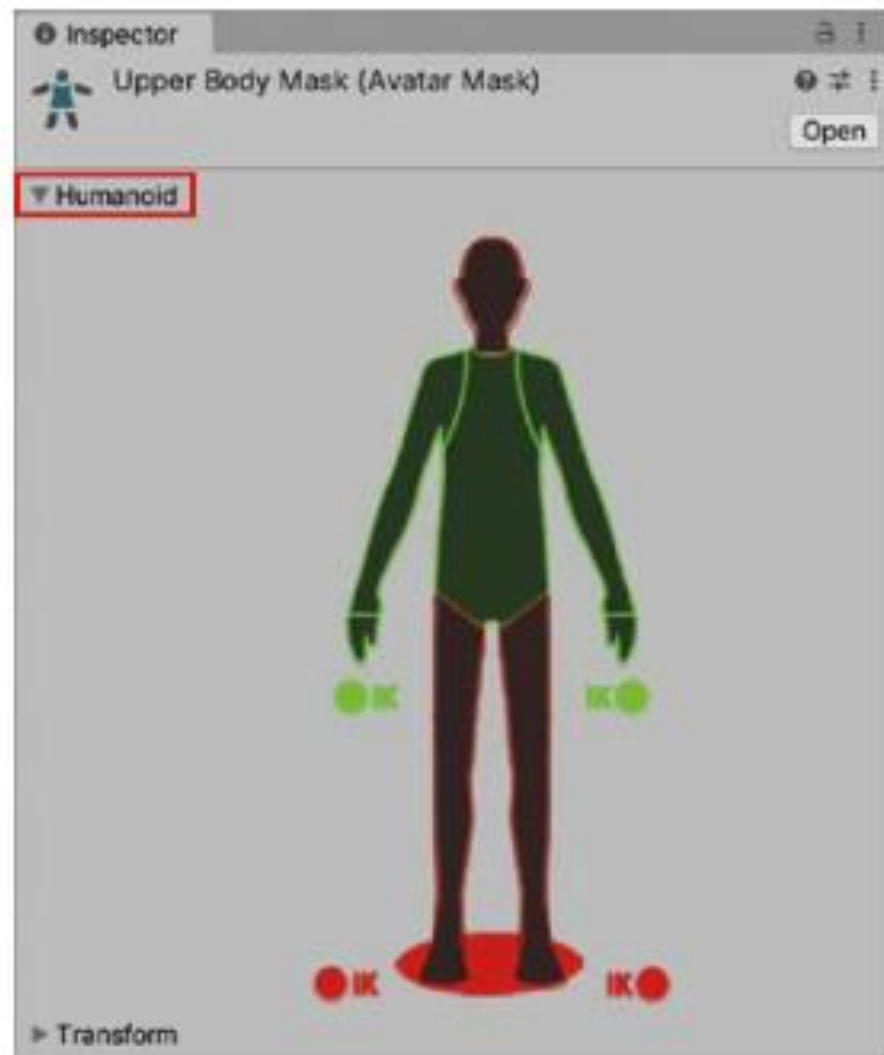 Inspector
Upper Body Mask (Avatar Mask)
Open
Humanoid
IK IK
IK IK
Transform